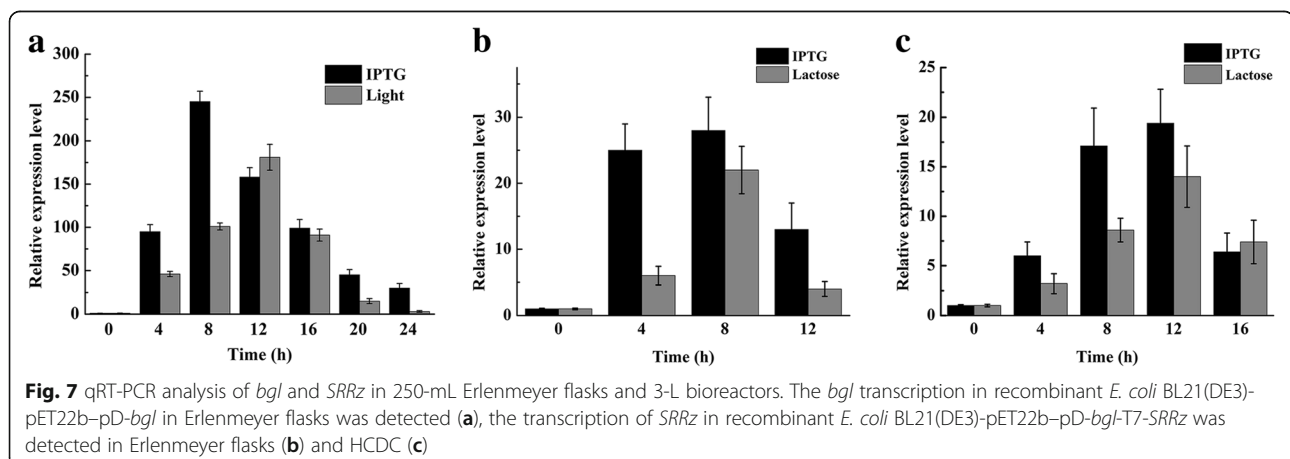 a
300
250
200
150
100
50
0
Relative expression level
IPTG
Light
0 4 8 12 16 20 24
Time (h)
b
30
20
10
0
Relative expression level
IPTG
Lactose
0 4 8 12
Time (h)
c
25
20
15
10
5
0
Relative expression level
IPTG
Lactose
0 4 8 12 16
Time (h)
Fig. 7 qRT-PCR analysis of bgl and SRRz in 250-mL Erlenmeyer flasks and 3-L bioreactors. The bgl transcription in recombinant E. coli BL21(DE3)-
pET22b–pD-bgl in Erlenmeyer flasks was detected (a), the transcription of SRRz in recombinant E. coli BL21(DE3)-pET22b–pD-bgl-T7-SRRz was
detected in Erlenmeyer flasks (b) and HCDC (c)